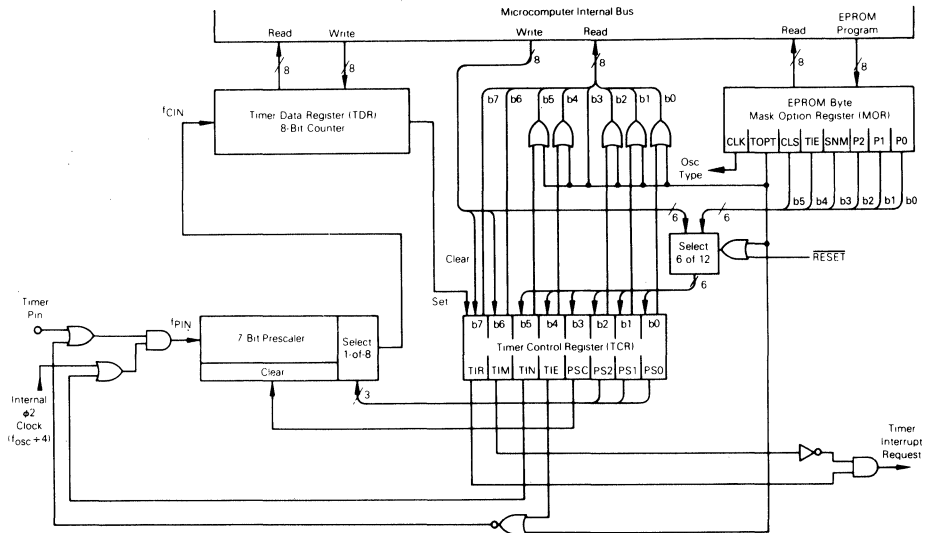 Microcomputer Internal Bus
Read
Write
Write
Read
Read
EPROM
Program
8
8
8
8
8
8
b7
b6
b5
b4
b3
b2
b1
b0
fCIN
Timer Data Register (TDR)
8-Bit Counter
EPROM Byte
Mask Option Register (MOR)
CLK
TOPT
CLS
TIE
SNM
P2
P1
P0
Osc
Type
b5
b4
b3
b2
b1
b0
6
6
Select
6 of 12
RESET
Clear
6
Set
Timer
Pin
fPIN
7 Bit Prescaler
Select
1-of-8
Clear
3
b7
b6
b5
b4
b3
b2
b1
b0
Timer Control Register (TCR)
TIR
TIM
TIN
TIE
PSC
PS2
PS1
PS0
Internal
φ2
Clock
(fosc÷4)
Timer
Interrupt
Request